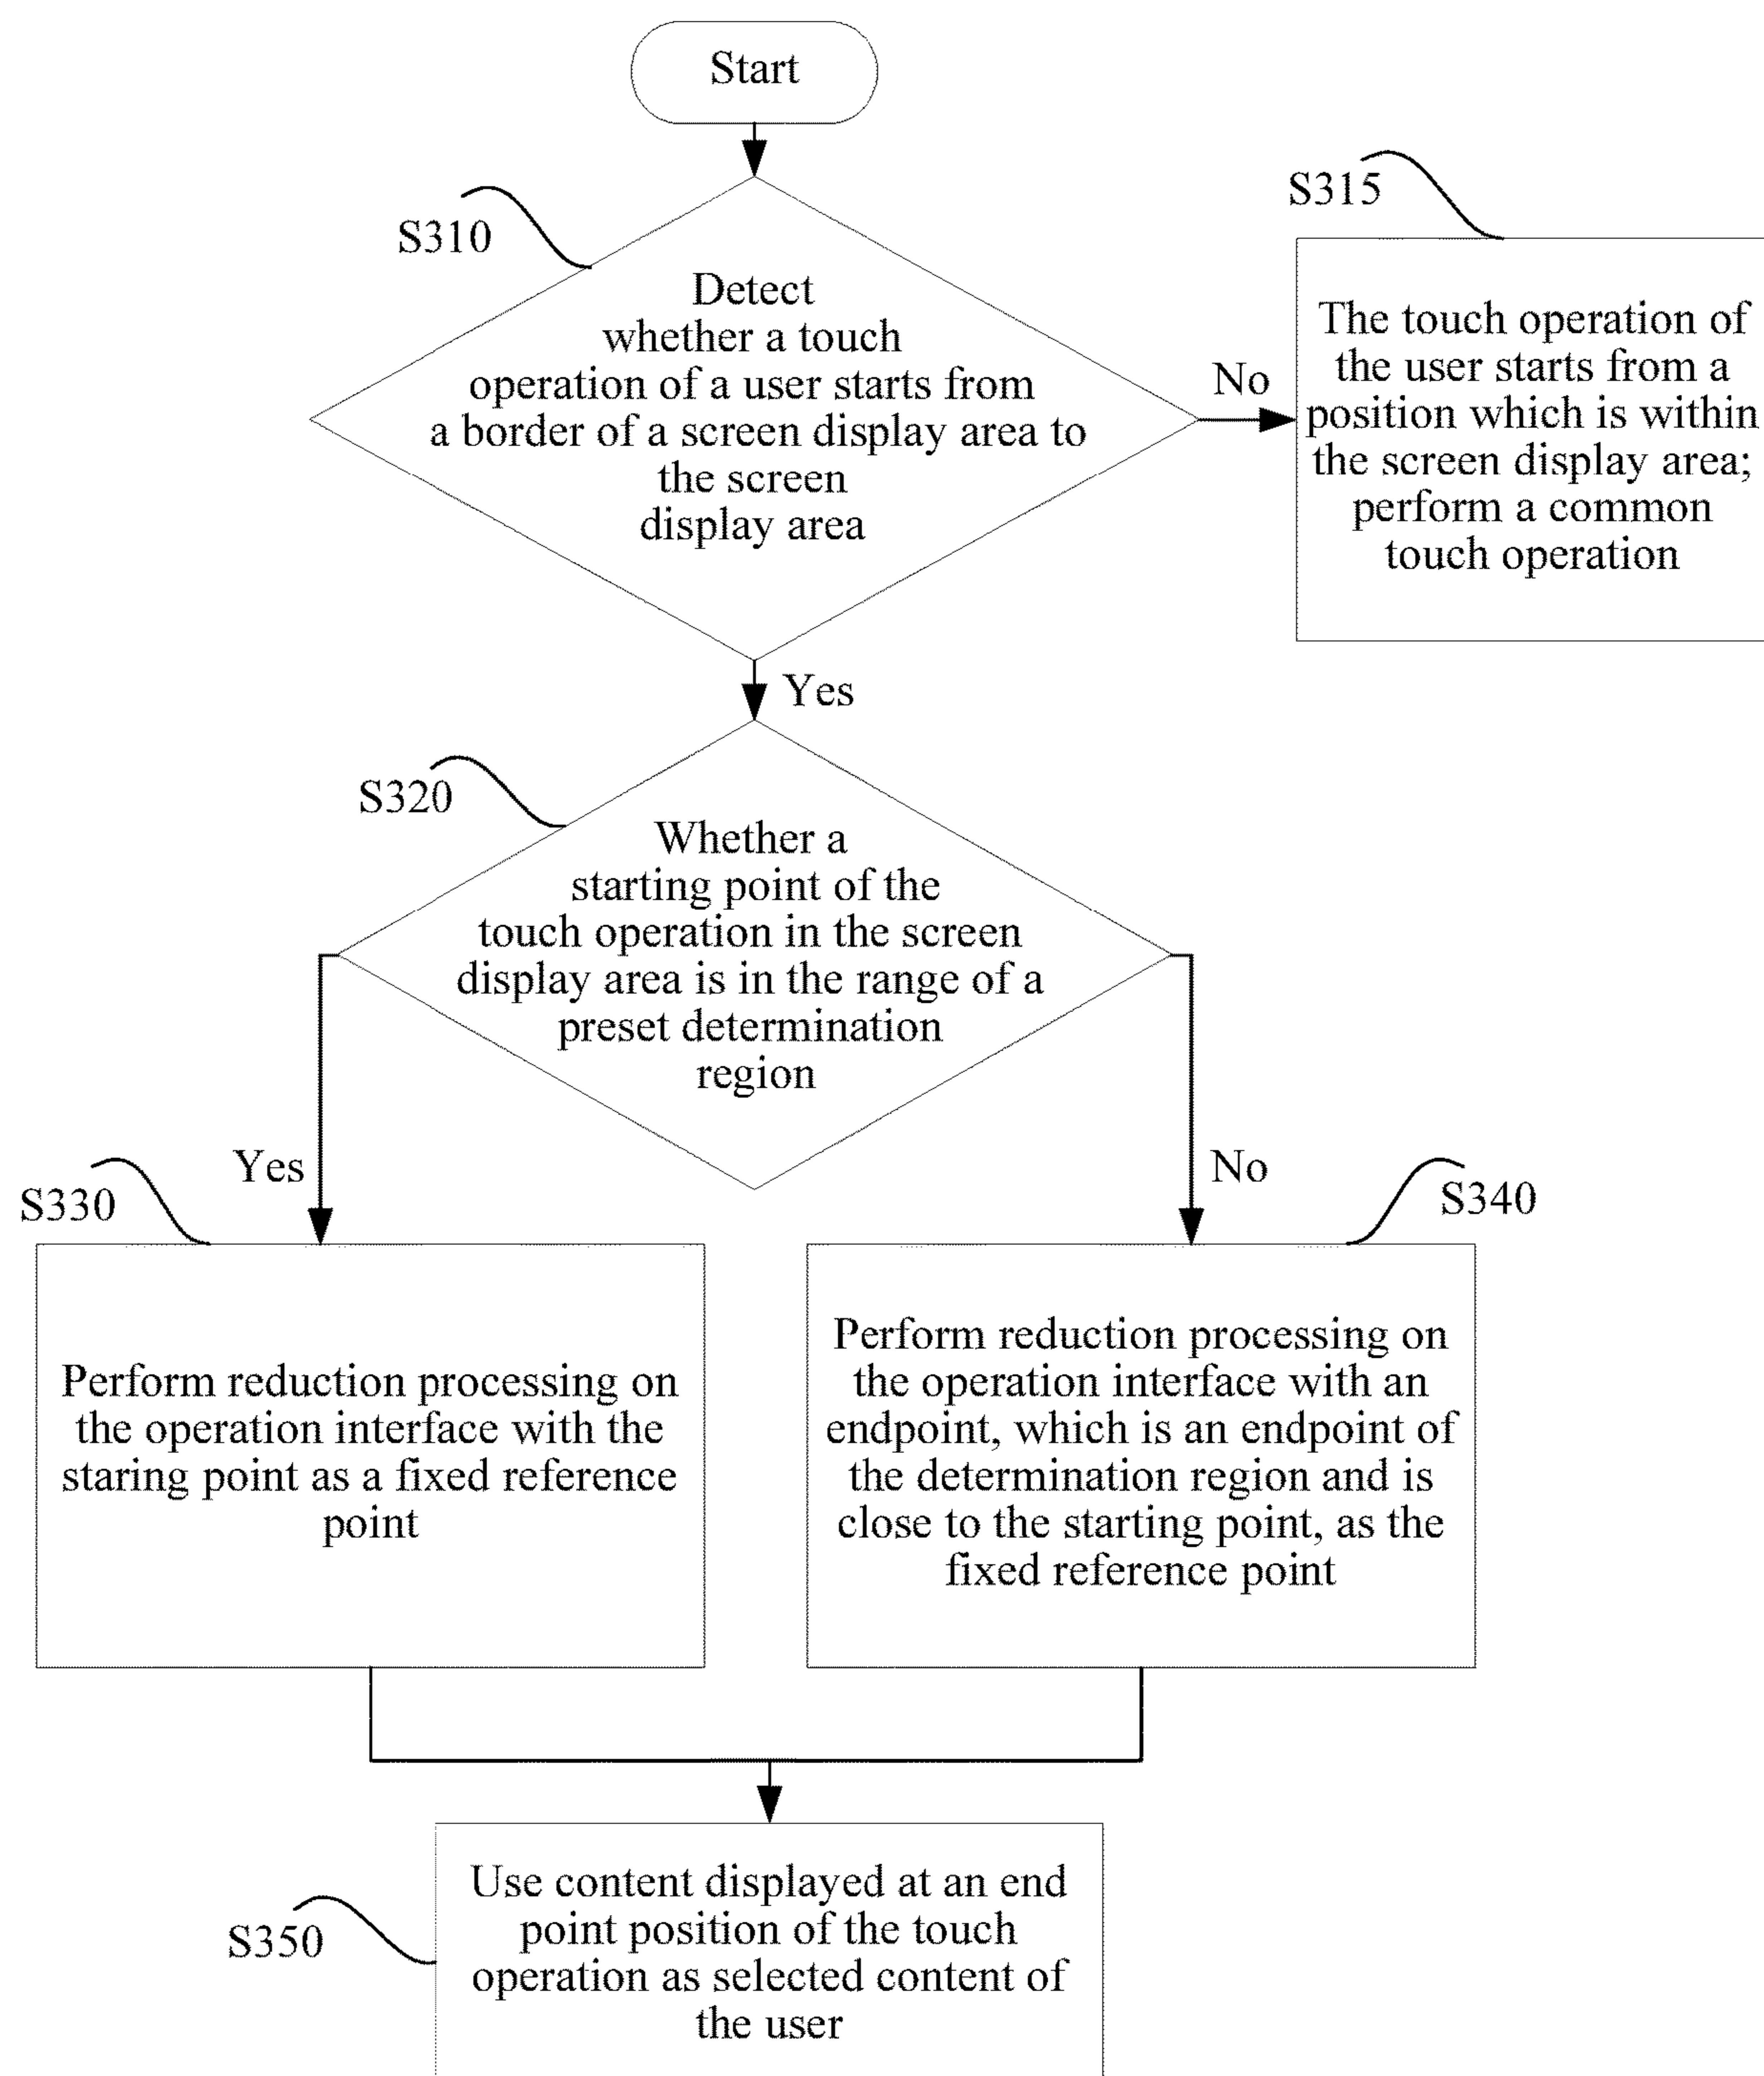 Start
S310
Detect
whether a touch
operation of a user starts from
a border of a screen display area to
the screen
display area
No
S315
The touch operation of
the user starts from a
position which is within
the screen display area;
perform a common
touch operation
Yes
S320
Whether a
starting point of the
touch operation in the screen
display area is in the range of a
preset determination
region
Yes
No
S330
S340
Perform reduction processing on
the operation interface with the
staring point as a fixed reference
point
Perform reduction processing on
the operation interface with an
endpoint, which is an endpoint of
the determination region and is
close to the starting point, as the
fixed reference point
S350
Use content displayed at an end
point position of the touch
operation as selected content of
the user